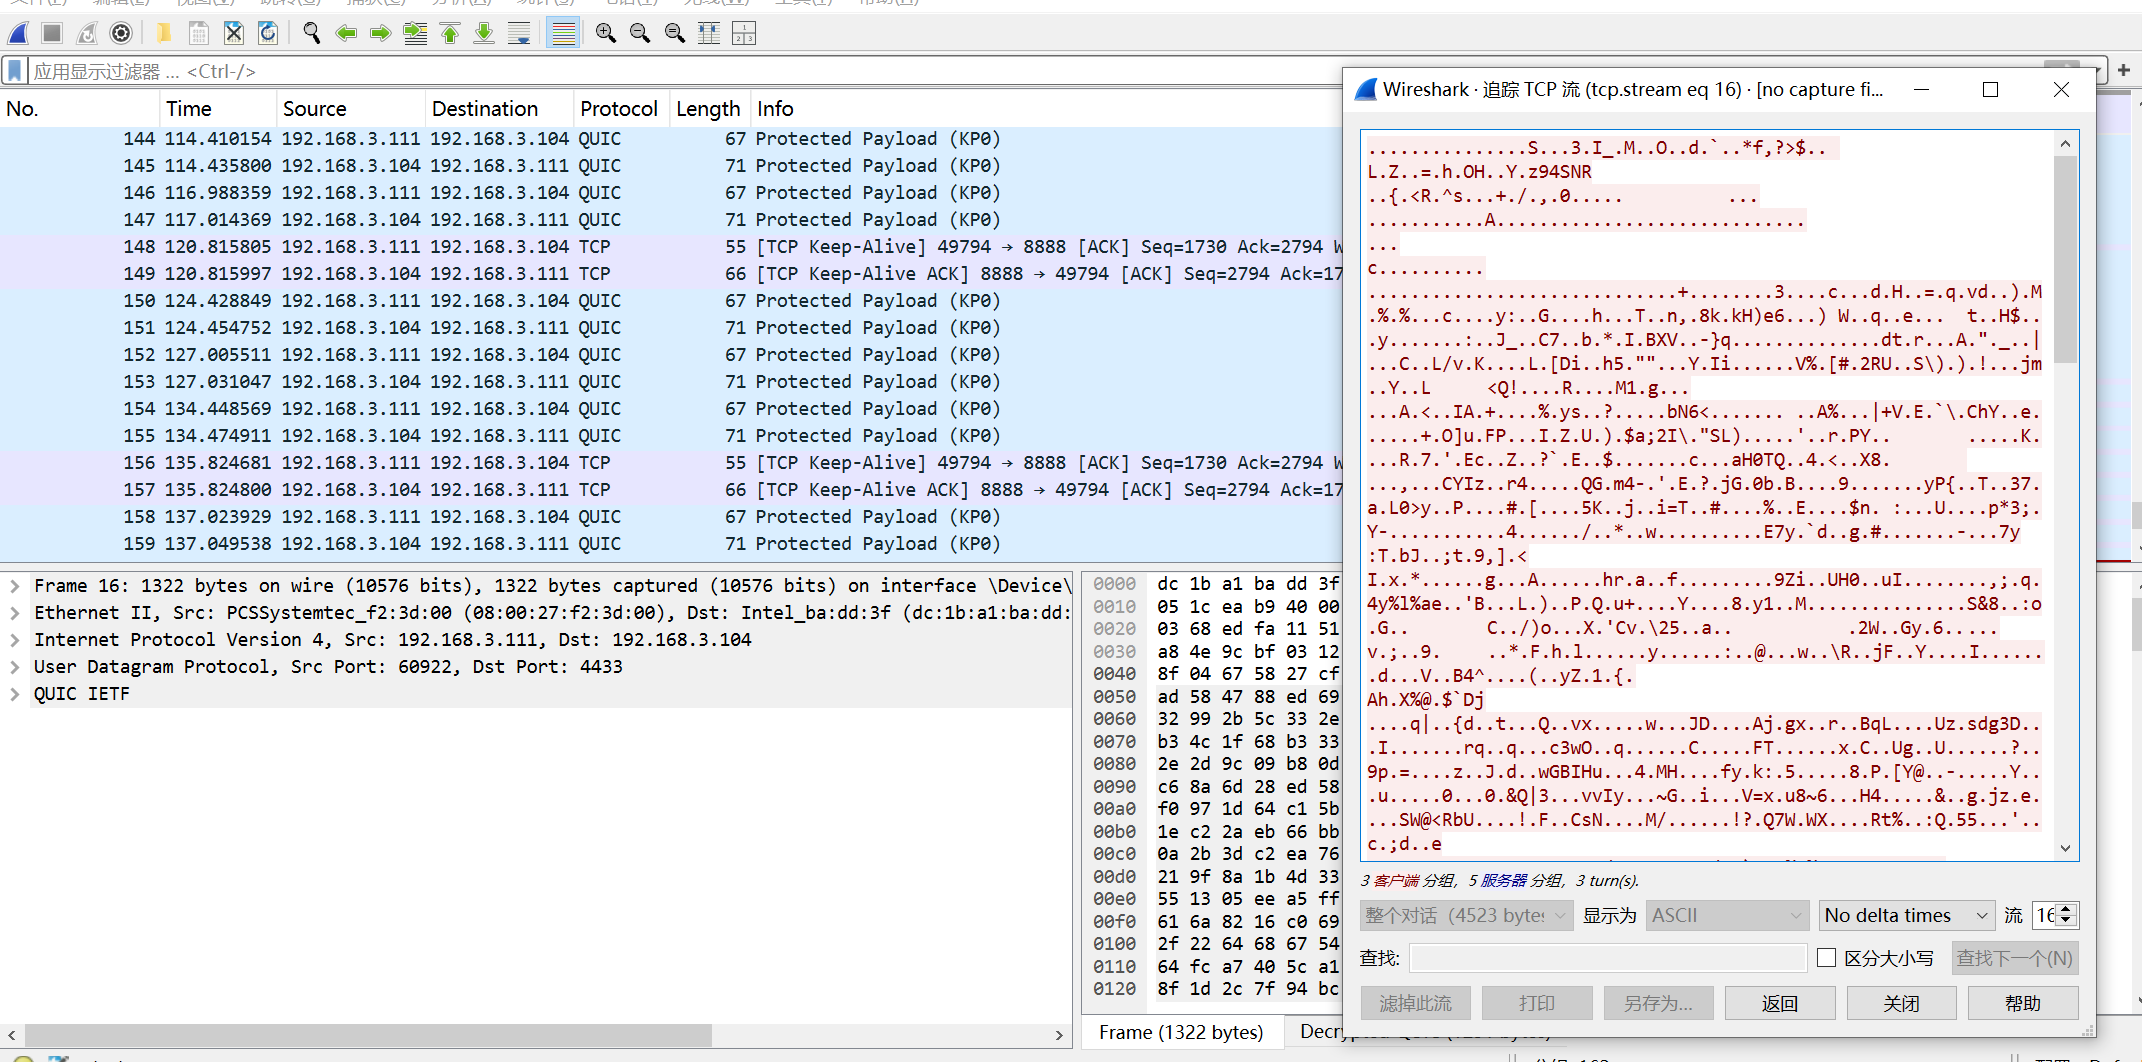 应用显示过滤器 … <Ctrl-/>
No. Time Source Destination Protocol Length Info
144 114.410154 192.168.3.111 192.168.3.104 QUIC 67 Protected Payload (KP0)
145 114.435800 192.168.3.104 192.168.3.111 QUIC 71 Protected Payload (KP0)
146 116.988359 192.168.3.111 192.168.3.104 QUIC 67 Protected Payload (KP0)
147 117.014369 192.168.3.104 192.168.3.111 QUIC 71 Protected Payload (KP0)
148 120.815805 192.168.3.111 192.168.3.104 TCP 55 [TCP Keep-Alive] 49794 → 8888 [ACK] Seq=1730 Ack=2794 W
149 120.815997 192.168.3.104 192.168.3.111 TCP 66 [TCP Keep-Alive ACK] 8888 → 49794 [ACK] Seq=2794 Ack=17
150 124.428849 192.168.3.111 192.168.3.104 QUIC 67 Protected Payload (KP0)
151 124.454752 192.168.3.104 192.168.3.111 QUIC 71 Protected Payload (KP0)
152 127.005511 192.168.3.111 192.168.3.104 QUIC 67 Protected Payload (KP0)
153 127.031047 192.168.3.104 192.168.3.111 QUIC 71 Protected Payload (KP0)
154 134.448569 192.168.3.111 192.168.3.104 QUIC 67 Protected Payload (KP0)
155 134.474911 192.168.3.104 192.168.3.111 QUIC 71 Protected Payload (KP0)
156 135.824681 192.168.3.111 192.168.3.104 TCP 55 [TCP Keep-Alive] 49794 → 8888 [ACK] Seq=1730 Ack=2794 W
157 135.824800 192.168.3.104 192.168.3.111 TCP 66 [TCP Keep-Alive ACK] 8888 → 49794 [ACK] Seq=2794 Ack=17
158 137.023929 192.168.3.111 192.168.3.104 QUIC 67 Protected Payload (KP0)
159 137.049538 192.168.3.104 192.168.3.111 QUIC 71 Protected Payload (KP0)
Frame 16: 1322 bytes on wire (10576 bits), 1322 bytes captured (10576 bits) on interface \Device\
Ethernet II, Src: PCSSystemtec_f2:3d:00 (08:00:27:f2:3d:00), Dst: Intel_ba:dd:3f (dc:1b:a1:ba:dd:
Internet Protocol Version 4, Src: 192.168.3.111, Dst: 192.168.3.104
User Datagram Protocol, Src Port: 60922, Dst Port: 4433
QUIC IETF
0000 dc 1b a1 ba dd 3f
0010 05 1c ea b9 40 00
0020 03 68 ed fa 11 51
0030 a8 4e 9c bf 03 12
0040 8f 04 67 58 27 cf
0050 ad 58 47 88 ed 69
0060 32 99 2b 5c 33 2e
0070 b3 4c 1f 68 b3 33
0080 2e 2d 9c 09 b8 0d
0090 c6 8a 6d 28 ed 58
00a0 f0 97 1d 64 c1 5b
00b0 1e c2 2a eb 66 bb
00c0 0a 2b 3d c2 ea 76
00d0 21 9f 8a 1b 4d 33
00e0 55 13 05 ee a5 ff
00f0 61 6a 82 16 c0 69
0100 2f 22 64 68 67 54
0110 64 fc a7 40 5c a1
0120 8f 1d 2c 7f 94 bc
Frame (1322 bytes)
Wireshark · 追踪 TCP 流 (tcp.stream eq 16) · [no capture fi...
...............S...3.I_.M..O..d.`..*f,?>$..
L.Z..=.h.OH..Y.z94SNR
..{.<R.^s...+./.,.0..... ...
...........A.............................
...
c..........
.............................+........3....c...d.H..=.q.vd..).M
.%.%...c....y:..G....h...T..n,.8k.kH)e6...) W..q..e... t..H$..
.y.......:..J_..C7..b.*.I.BXV..-}q..............dt.r...A."._..|
...C..L/v.K....L.[Di..h5.""...Y.Ii......V%.[#.2RU..S\).).!...jm
..Y..L <Q!....R....M1.g...
...A.<..IA.+....%.ys..?.....bN6<....... ..A%...|+V.E.`\.ChY..e.
.....+.O]u.FP...I.Z.U.).$a;2I\."SL).....'..r.PY.. .....K.
...R.7.'.Ec..Z..?`.E..$.......c...aH0TQ..4.<..X8.
...,...CYIz..r4.....QG.m4-.'.E.?.jG.0b.B....9.......yP{..T..37.
a.L0>y..P....#.[....5K..j..i=T..#....%..E....$n. :...U....p*3;.
Y-...........4....../..*..w..........E7y.`d..g.#.......-...7y
:T.bJ..;t.9,].<
I.x.*......g...A......hr.a..f.........9Zi..UH0..uI........,;.q.
4y%l%ae..'B...L.)..P.Q.u+....Y....8.y1..M...............S&8..:o
.G.. C../)o...X.'Cv.\25..a.. .2W..Gy.6.....
v.;..9. ..*.F.h.l......y......:..@...w..\R..jF..Y....I......
.d...V..B4^....(..yZ.1.{.
Ah.X%@.$`Dj
....q|..{d..t...Q..vx.....w...JD....Aj.gx..r..BqL....Uz.sdg3D..
.I.......rq..q...c3wO..q......C.....FT......x.C..Ug..U......?..
9p.=....z..J.d..wGBIHu...4.MH....fy.k:.5.....8.P.[Y@..-.....Y..
.u.....0...0.&Q|3...vvIy...~G..i...V=x.u8~6...H4.....&..g.jz.e.
...SW@<RbU....!.F..CsN....M/......!?.Q7W.WX....Rt%..:Q.55...'..
c.;d..e
3 客户端 分组, 5 服务器 分组, 3 turn(s).
整个对话 (4523 bytes 显示为 ASCII No delta times 流 16
查找: 区分大小写 查找下一个(N)
滤掉此流 打印 另存为… 返回 关闭 帮助